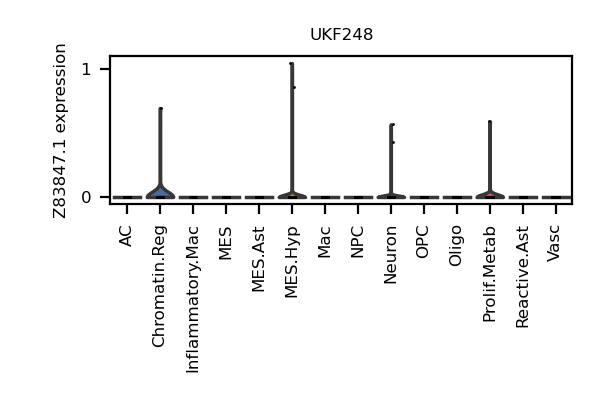 UKF248
Z83847.1 expression
1
0
AC
Chromatin.Reg
Inflammatory.Mac
MES
MES.Ast
MES.Hyp
Mac
NPC
Neuron
OPC
Oligo
Prolif.Metab
Reactive.Ast
Vasc